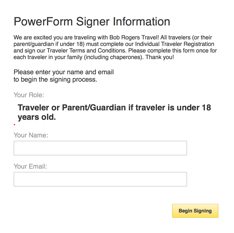 PowerForm Signer Information
We are excited you are traveling with Bob Rogers Travel! All travelers (or their
parent/guardian if under 18) must complete our Individual Traveler Registration
and sign our Traveler Terms and Conditions. Please complete this form once for
each traveler in your family (including chaperones). Thank you!
Please enter your name and email
to begin the signing process.
Your Role:
Traveler or Parent/Guardian if traveler is under 18
years old.
Your Name:
Your Email:
Begin Signing